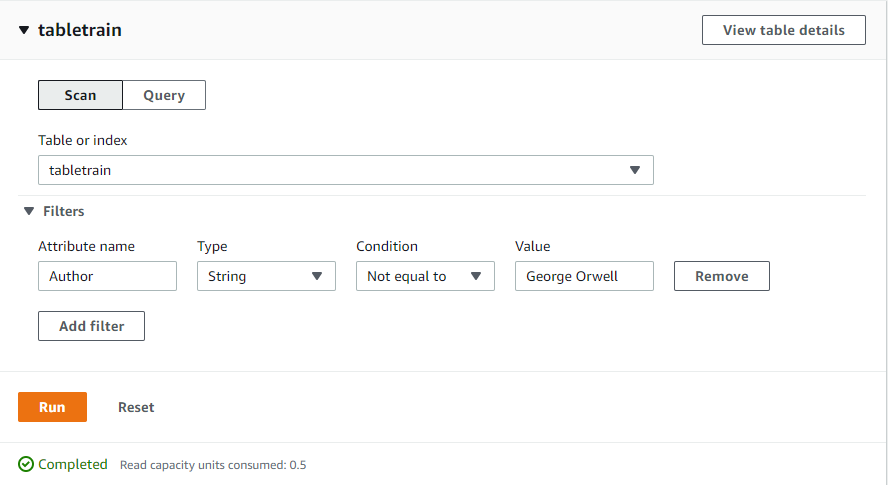 tabletrain View table details
Scan Query
Table or index
tabletrain
Filters
Attribute name Type Condition Value
Author String Not equal to George Orwell Remove
Add filter
Run Reset
Completed Read capacity units consumed: 0.5